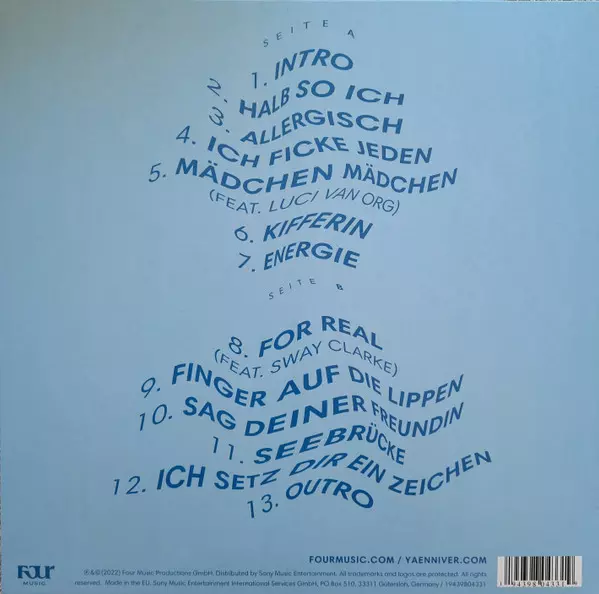 SEITE A
1. INTRO
2. HALB SO ICH
3. ALLERGISCH
4. ICH FICKE JEDEN
5. MÄDCHEN MÄDCHEN
(FEAT. LUCI VAN ORG)
6. KIFFERIN
7. ENERGIE
SEITE B
8. FOR REAL
(FEAT. SWAY CLARKE)
9. FINGER AUF DIE LIPPEN
10. SAG DEINER FREUNDIN
11. SEEBRÜCKE
12. ICH SETZ DIR EIN ZEICHEN
13. OUTRO
FOURMUSIC.COM / YAENNIVER.COM
FOUR
MUSIC
℗ & © (2022) Four Music Productions GmbH. Distributed by Sony Music Entertainment. All trademarks and logos are protected. All rights
reserved. Made in the EU. Sony Music Entertainment International Services GmbH, PO Box 510, 33311 Gütersloh, Germany / 19439804331